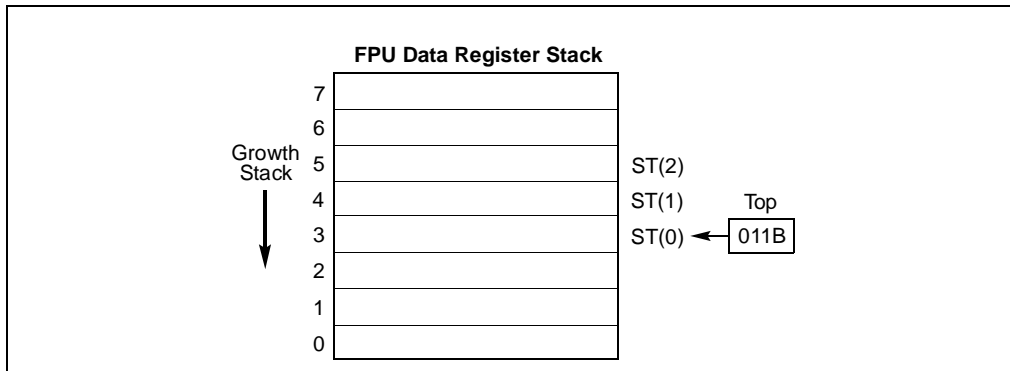 FPU Data Register Stack
7
6
Growth
Stack
5
ST(2)
4
ST(1)
Top
3
ST(0)
011B
2
1
0